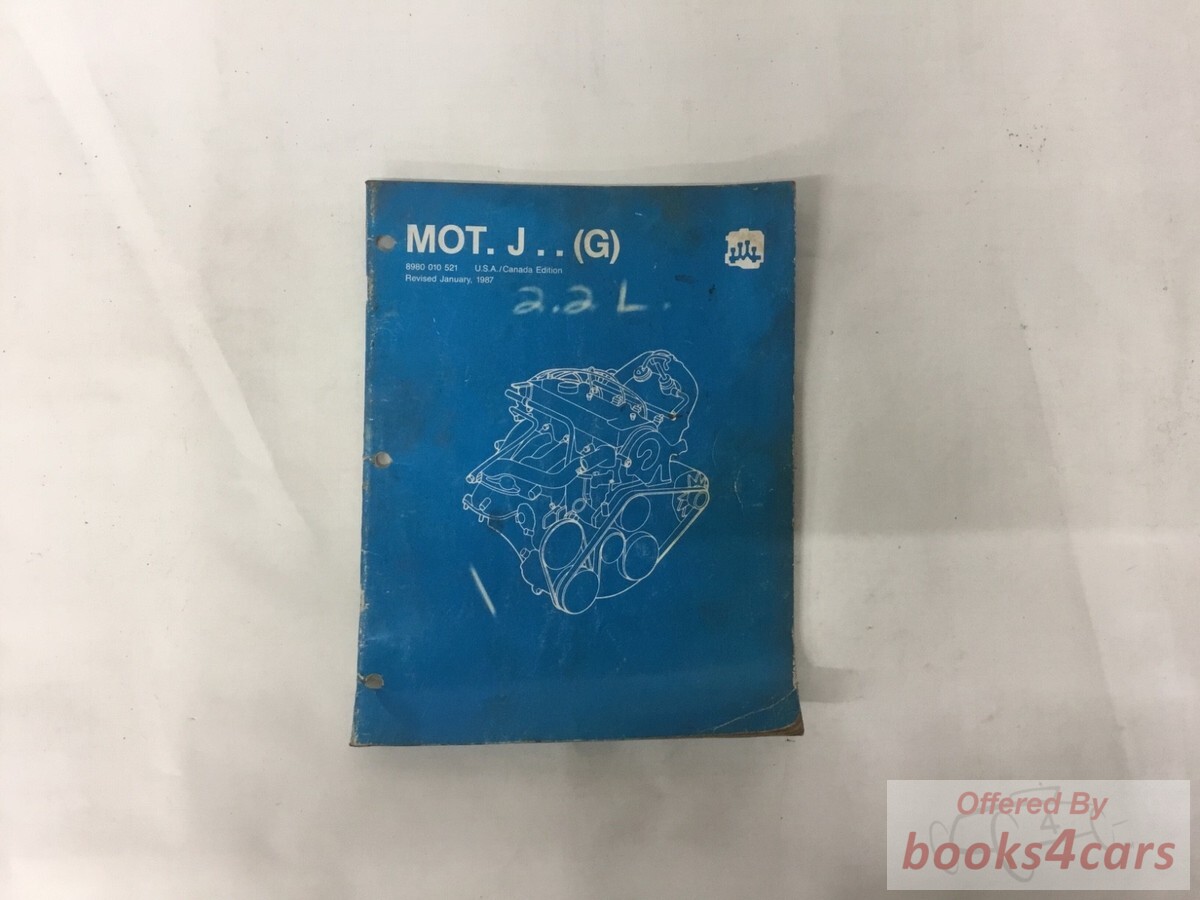 MOT. J . . (G)
8980 010 521 U.S.A./Canada Edition
Revised January, 1987
2.2 L.
Offered By
books4cars